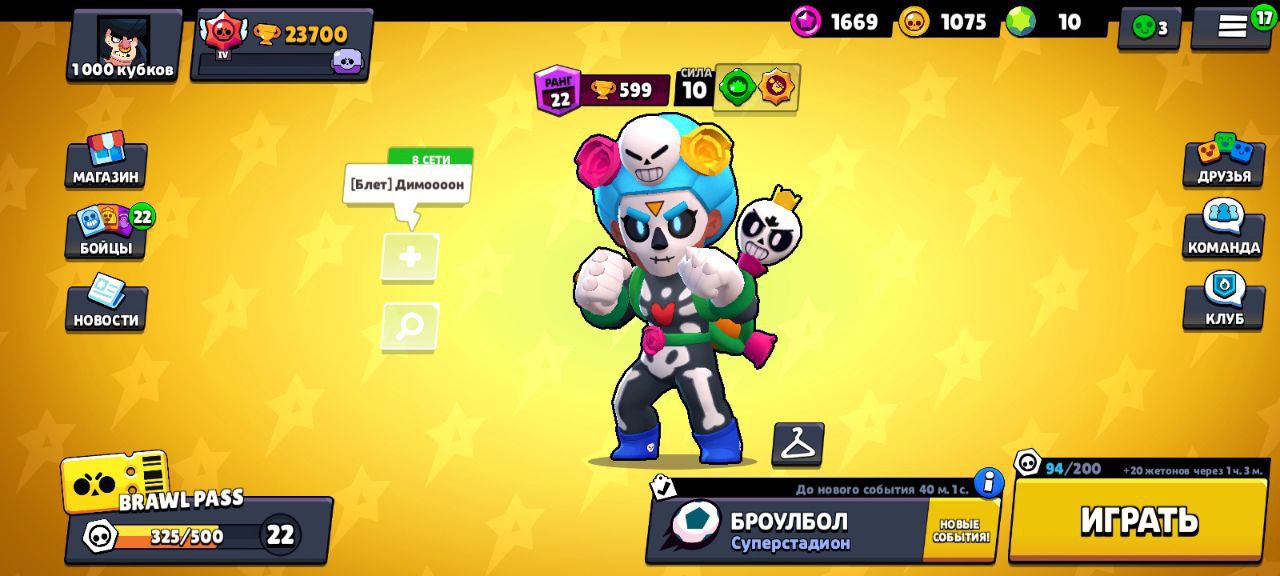 1000 кубков
IV
23700
1669
1075
10
3
17
РАНГ
22
599
СИЛА
10
МАГАЗИН
22
БОЙЦЫ
НОВОСТИ
В СЕТИ
[Блет] Димоооон
ДРУЗЬЯ
КОМАНДА
КЛУБ
BRAWL PASS
325/500
22
До нового события 40 м. 1с.
БРОУЛБОЛ
Суперстадион
НОВЫЕ
СОБЫТИЯ!
94/200
+20 жетонов через 1 ч. 3 м.
ИГРАТЬ